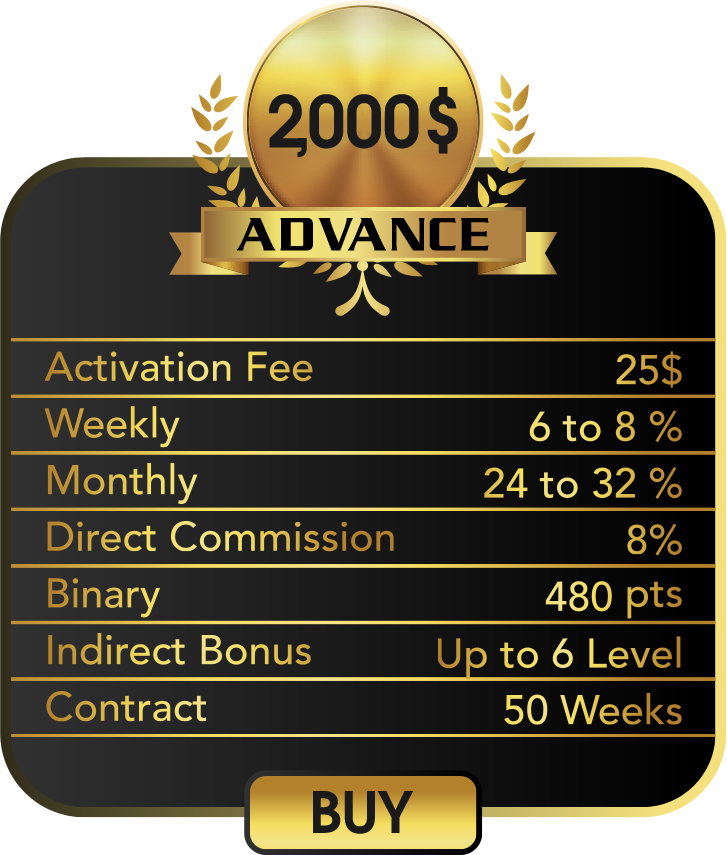 2,000$
ADVANCE
Activation Fee 25$
Weekly 6 to 8 %
Monthly 24 to 32 %
Direct Commission 8%
Binary 480 pts
Indirect Bonus Up to 6 Level
Contract 50 Weeks
BUY